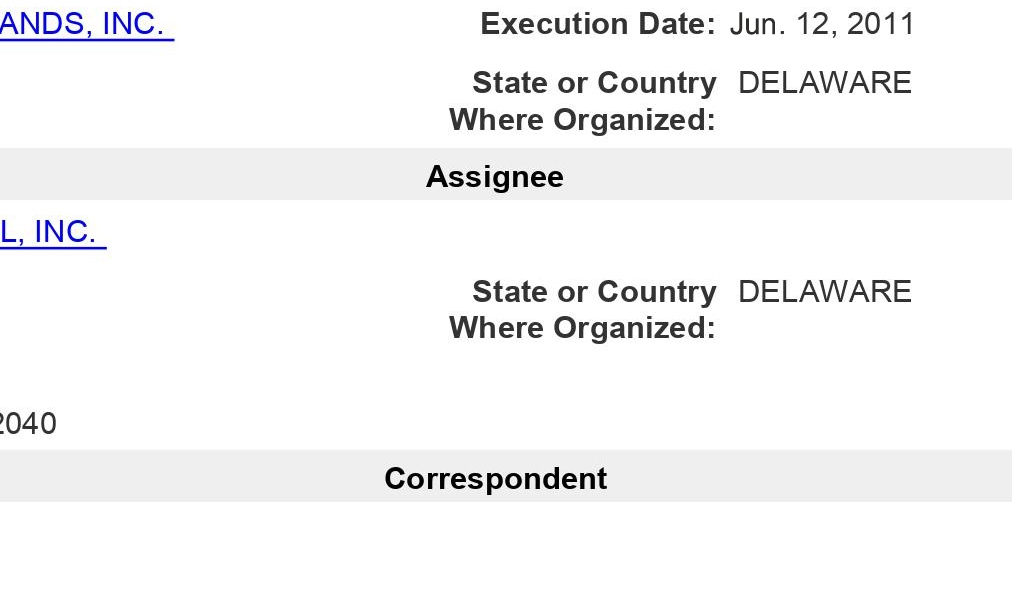 ANDS, INC. Execution Date: Jun. 12, 2011
State or Country DELAWARE
Where Organized:
Assignee
L, INC.
State or Country DELAWARE
Where Organized:
2040
Correspondent